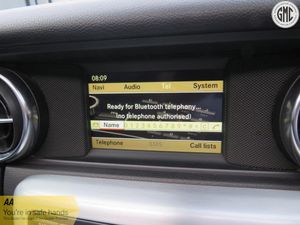 GMC
08:09
Navi Audio Tel System
Ready for Bluetooth telephony...
(no telephone authorised)
Name 0123456789*#
Telephone SMS Call lists
AA
You're in safe hands